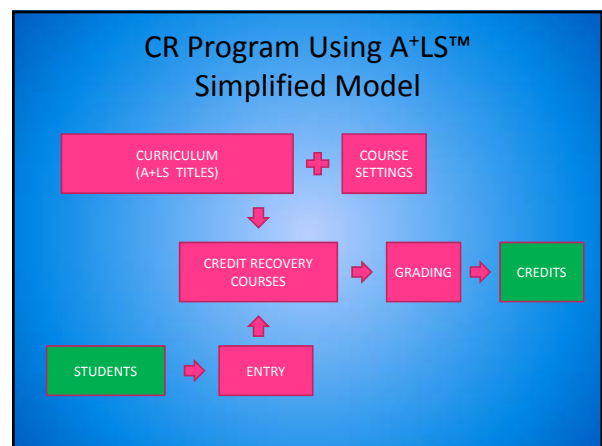 CR Program Using A⁺LS™
Simplified Model
CURRICULUM
(A+LS TITLES)
COURSE
SETTINGS
CREDIT RECOVERY
COURSES
GRADING
CREDITS
STUDENTS
ENTRY